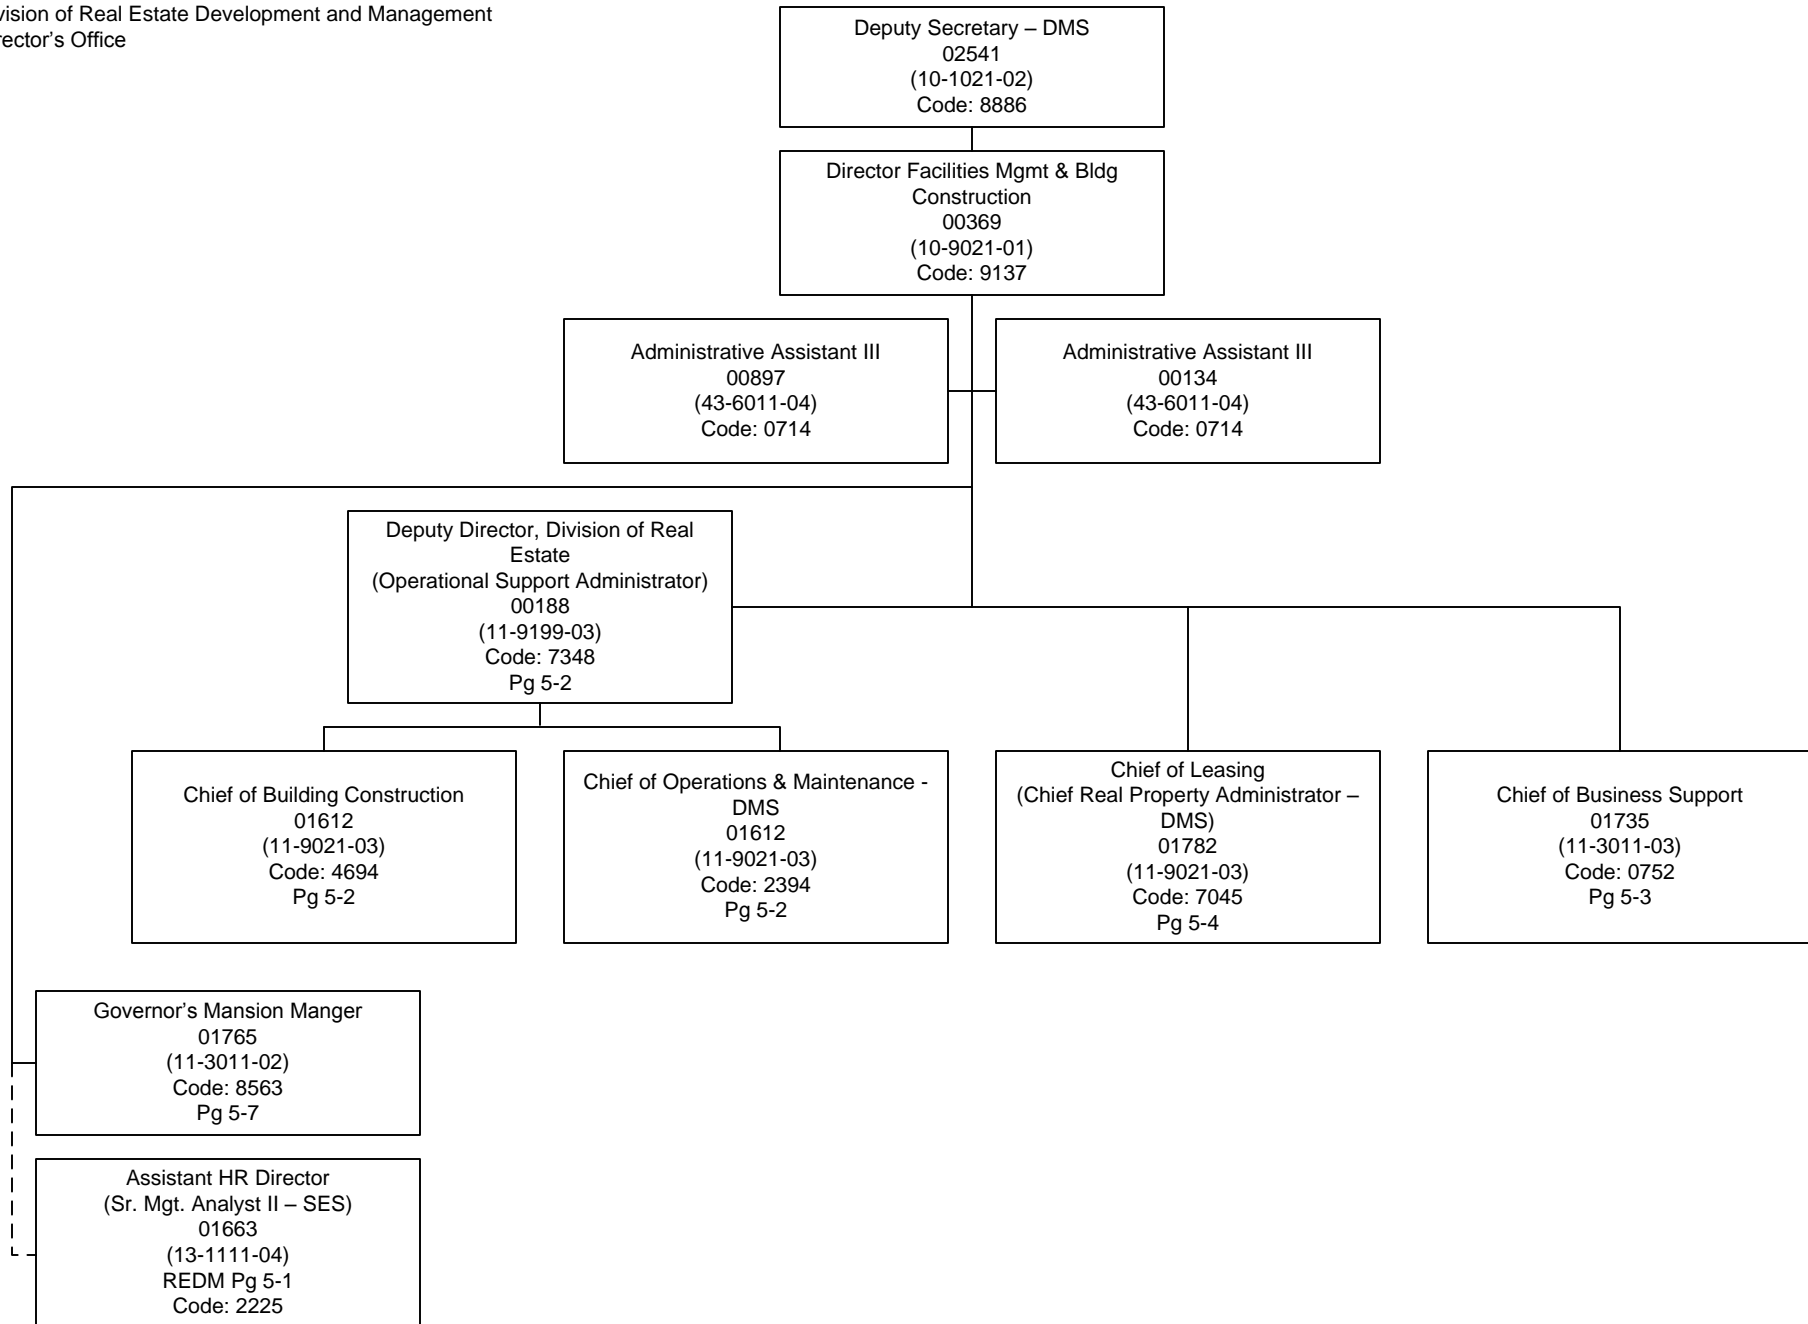 vision of Real Estate Development and Management
rector's Office
Deputy Secretary – DMS
02541
(10-1021-02)
Code: 8886
Director Facilities Mgmt & Bldg
Construction
00369
(10-9021-01)
Code: 9137
Administrative Assistant III
00897
(43-6011-04)
Code: 0714
Administrative Assistant III
00134
(43-6011-04)
Code: 0714
Deputy Director, Division of Real
Estate
(Operational Support Administrator)
00188
(11-9199-03)
Code: 7348
Pg 5-2
Chief of Building Construction
01612
(11-9021-03)
Code: 4694
Pg 5-2
Chief of Operations & Maintenance -
DMS
01612
(11-9021-03)
Code: 2394
Pg 5-2
Chief of Leasing
(Chief Real Property Administrator –
DMS)
01782
(11-9021-03)
Code: 7045
Pg 5-4
Chief of Business Support
01735
(11-3011-03)
Code: 0752
Pg 5-3
Governor's Mansion Manger
01765
(11-3011-02)
Code: 8563
Pg 5-7
Assistant HR Director
(Sr. Mgt. Analyst II – SES)
01663
(13-1111-04)
REDM Pg 5-1
Code: 2225